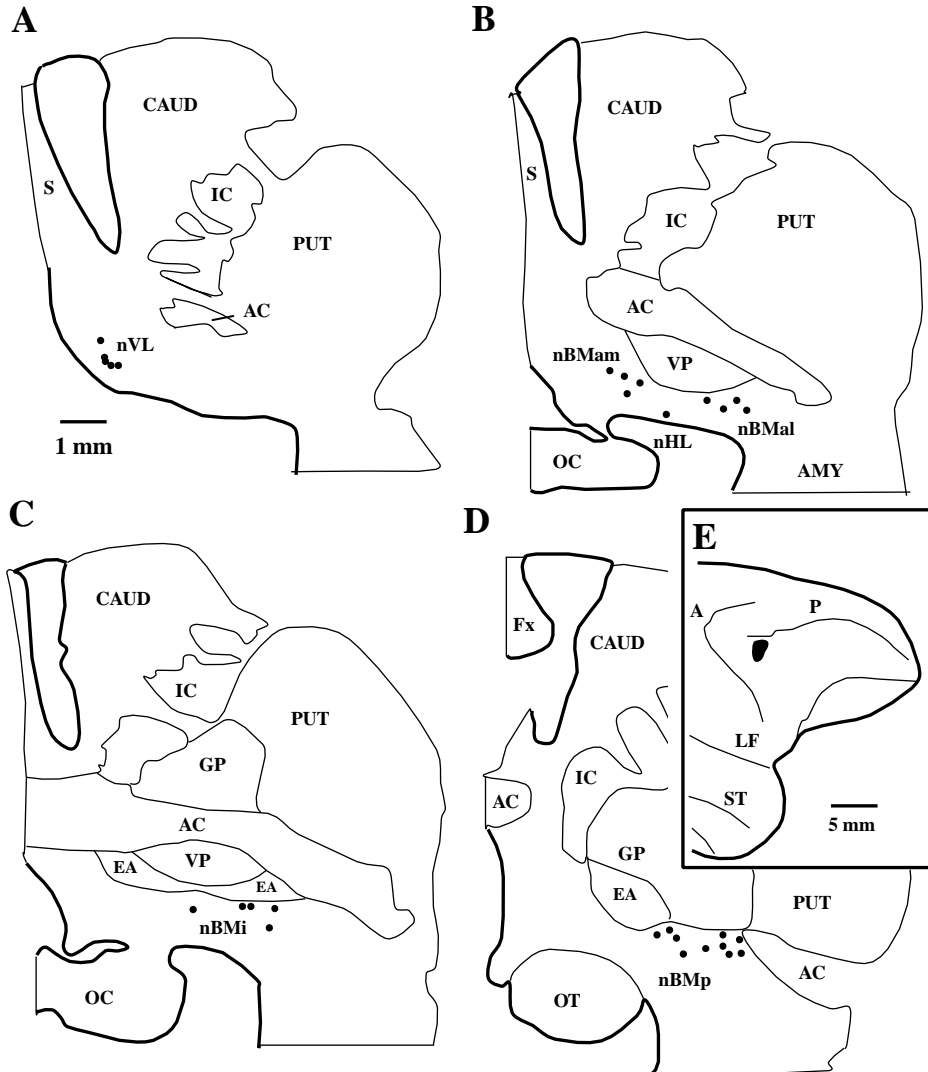 A
CAUD
S
IC
PUT
AC
nVL
1 mm
B
CAUD
S
IC
PUT
AC
VP
nBMam
nBMal
nHL
OC
AMY
C
CAUD
IC
PUT
GP
AC
EA
VP
EA
nBMi
OC
D
Fx
CAUD
IC
AC
GP
EA
PUT
AC
nBMp
OT
E
A
P
LF
ST
5 mm